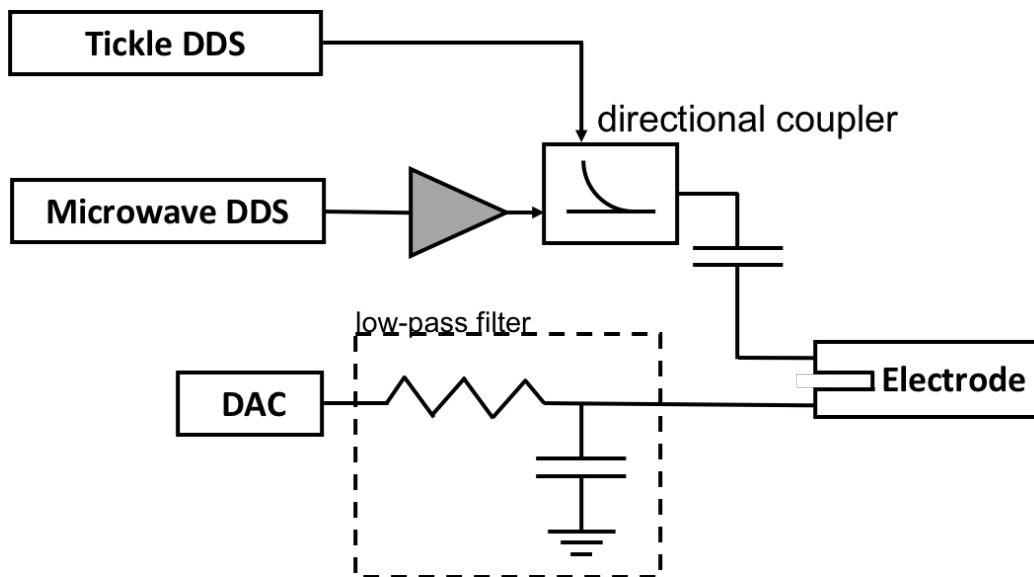 Tickle DDS
directional coupler
Microwave DDS
low-pass filter
DAC
Electrode